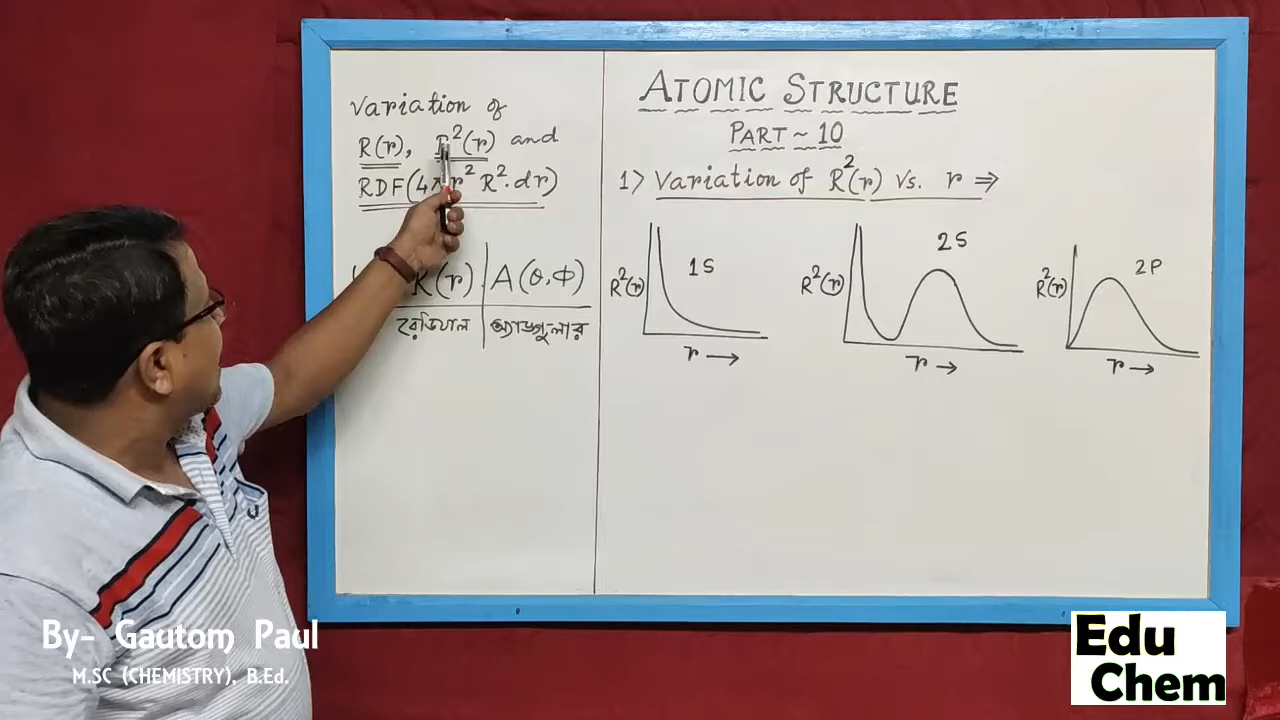 Variation of
R(r), R²(r) and
RDF(4πr² R²·dr)
R(r) A(θ,Φ)
রেডিয়াল অ্যাঙ্গুলার
ATOMIC STRUCTURE
PART ~ 10
1> Variation of R²(r) Vs. r ⇒
R²(r) 1S
r →
R²(r) 2S
r →
R²(r) 2P
r →
By- Gautom Paul
M.SC (CHEMISTRY), B.Ed.
Edu
Chem